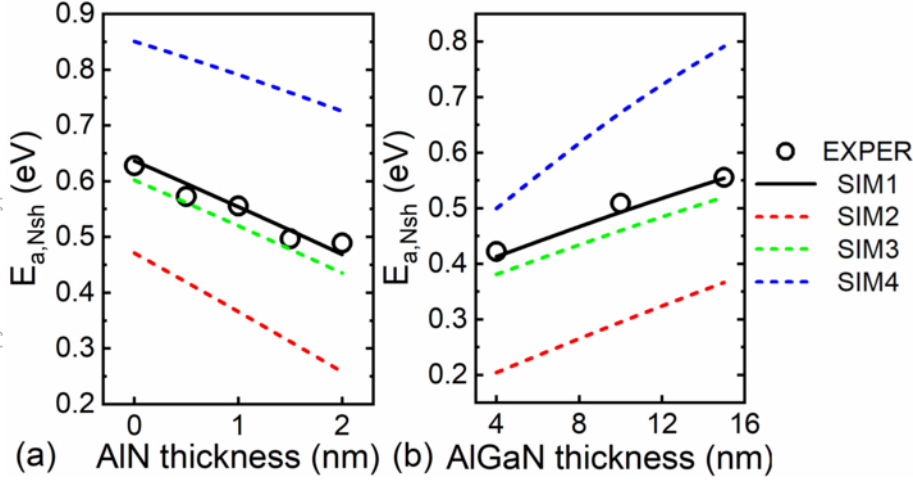 0.9
0.8
0.7
0.6
0.5
0.4
0.3
0.2
E_a,Nsh (eV)
0 1 2
(a) AlN thickness (nm)
0.8
0.7
0.6
0.5
0.4
0.3
0.2
E_a,Nsh (eV)
4 8 12 16
(b) AlGaN thickness (nm)
EXPER
SIM1
SIM2
SIM3
SIM4